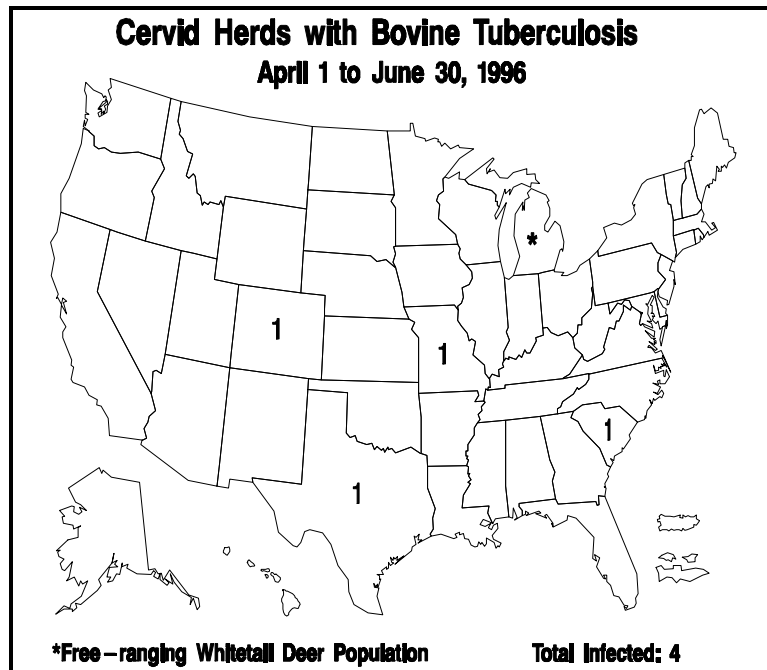 Cervid Herds with Bovine Tuberculosis
April 1 to June 30, 1996
*
1
1
1
1
*Free-ranging Whitetail Deer Population Total Infected: 4